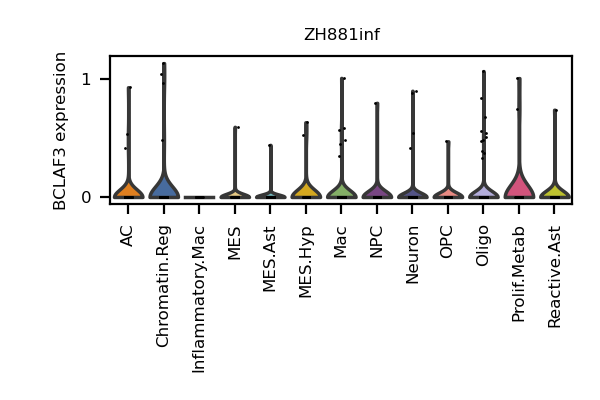 ZH881inf
BCLAF3 expression
1
0
AC
Chromatin.Reg
Inflammatory.Mac
MES
MES.Ast
MES.Hyp
Mac
NPC
Neuron
OPC
Oligo
Prolif.Metab
Reactive.Ast